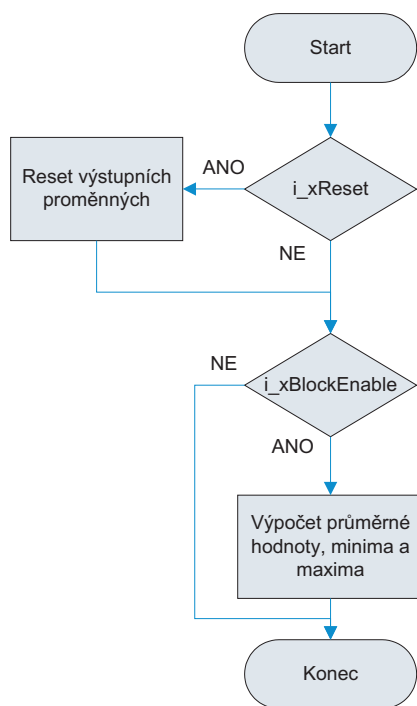 Start
ANO
i_xReset
Reset výstupních
proměnných
NE
NE
i_xBlockEnable
ANO
Výpočet průměrné
hodnoty, minima a
maxima
Konec